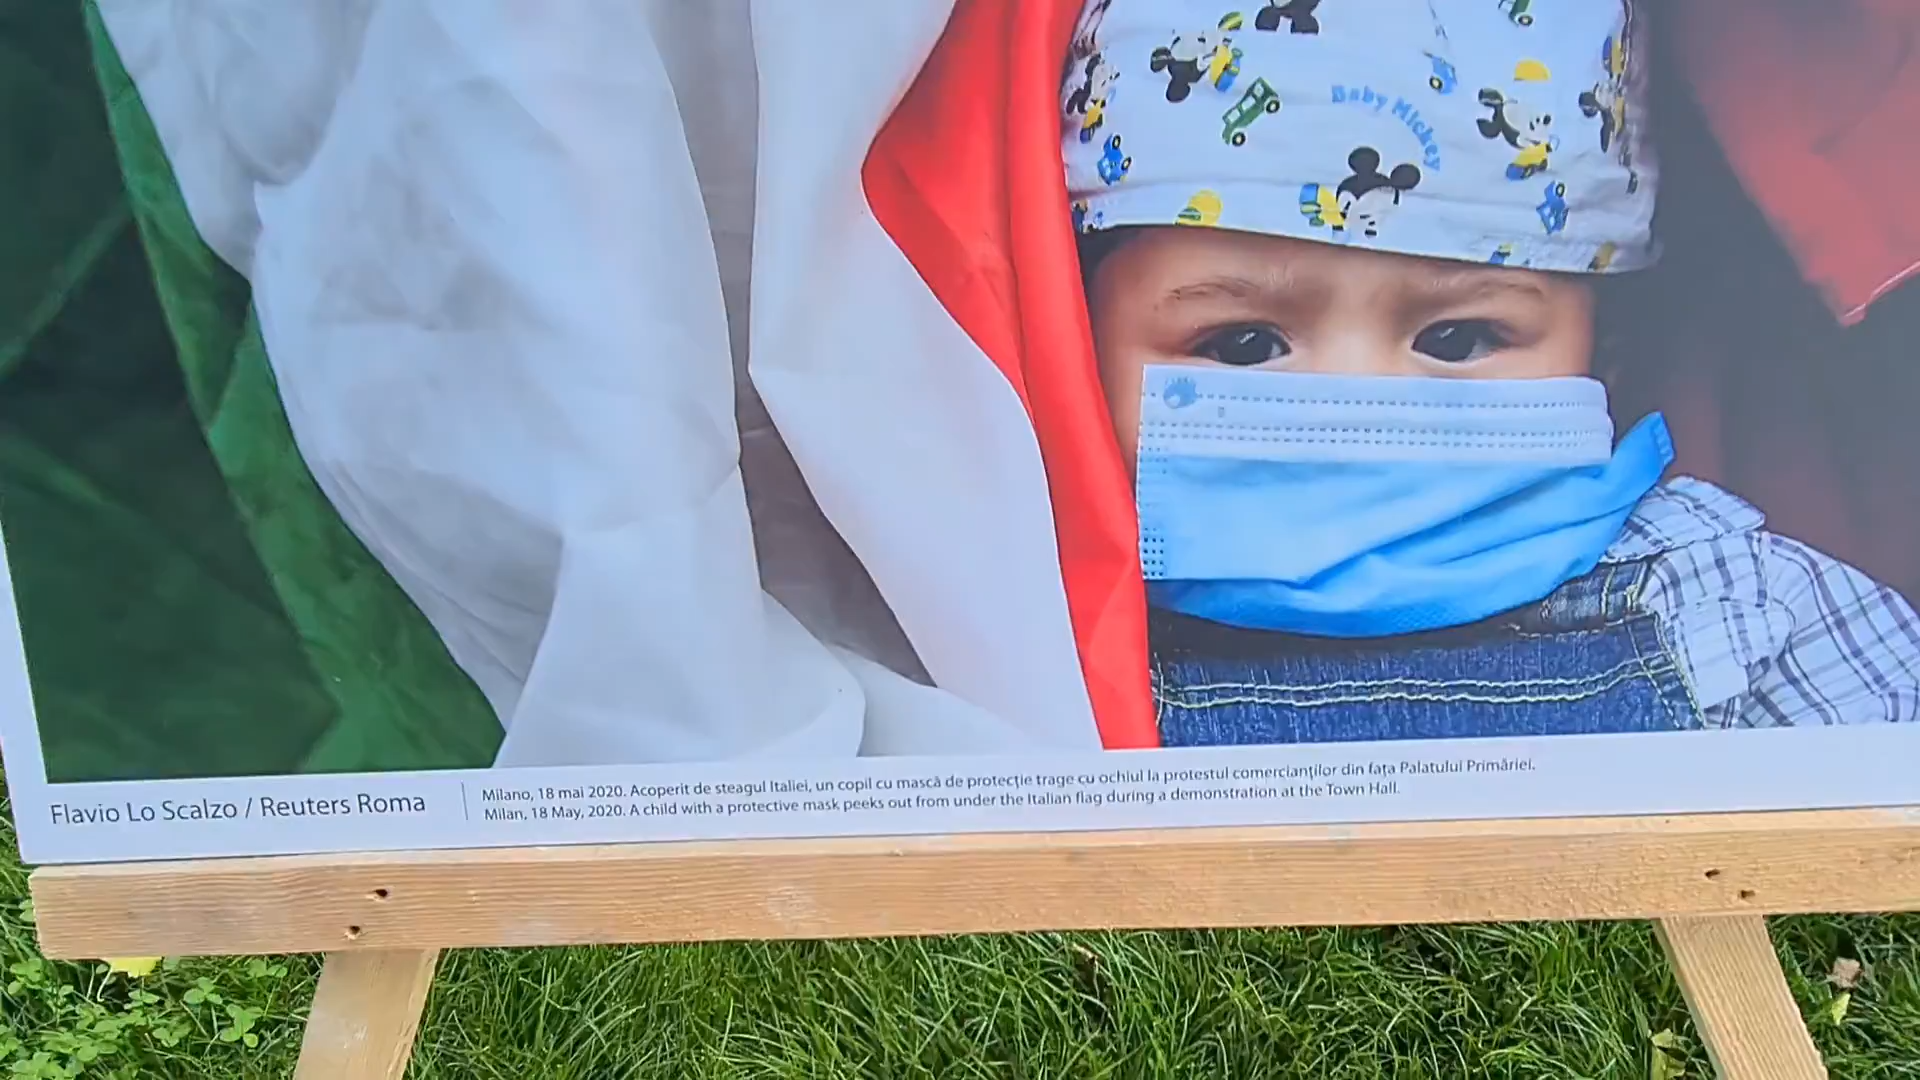 Baby Mickey
Flavio Lo Scalzo / Reuters Roma
Milano, 18 mai 2020. Acoperit de steagul Italiei, un copil cu mască de protecție trage cu ochiul la protestul comercianților din fața Palatului Primăriei.
Milan, 18 May, 2020. A child with a protective mask peeks out from under the Italian flag during a demonstration at the Town Hall.